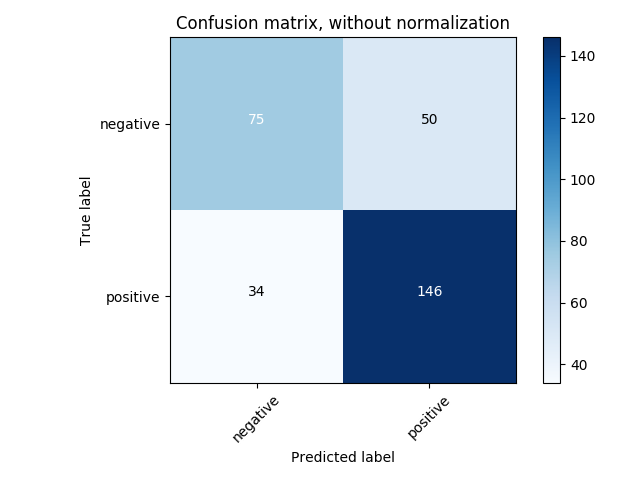 Confusion matrix, without normalization
True label
negative
positive
75
50
34
146
negative
positive
Predicted label
140
120
100
80
60
40